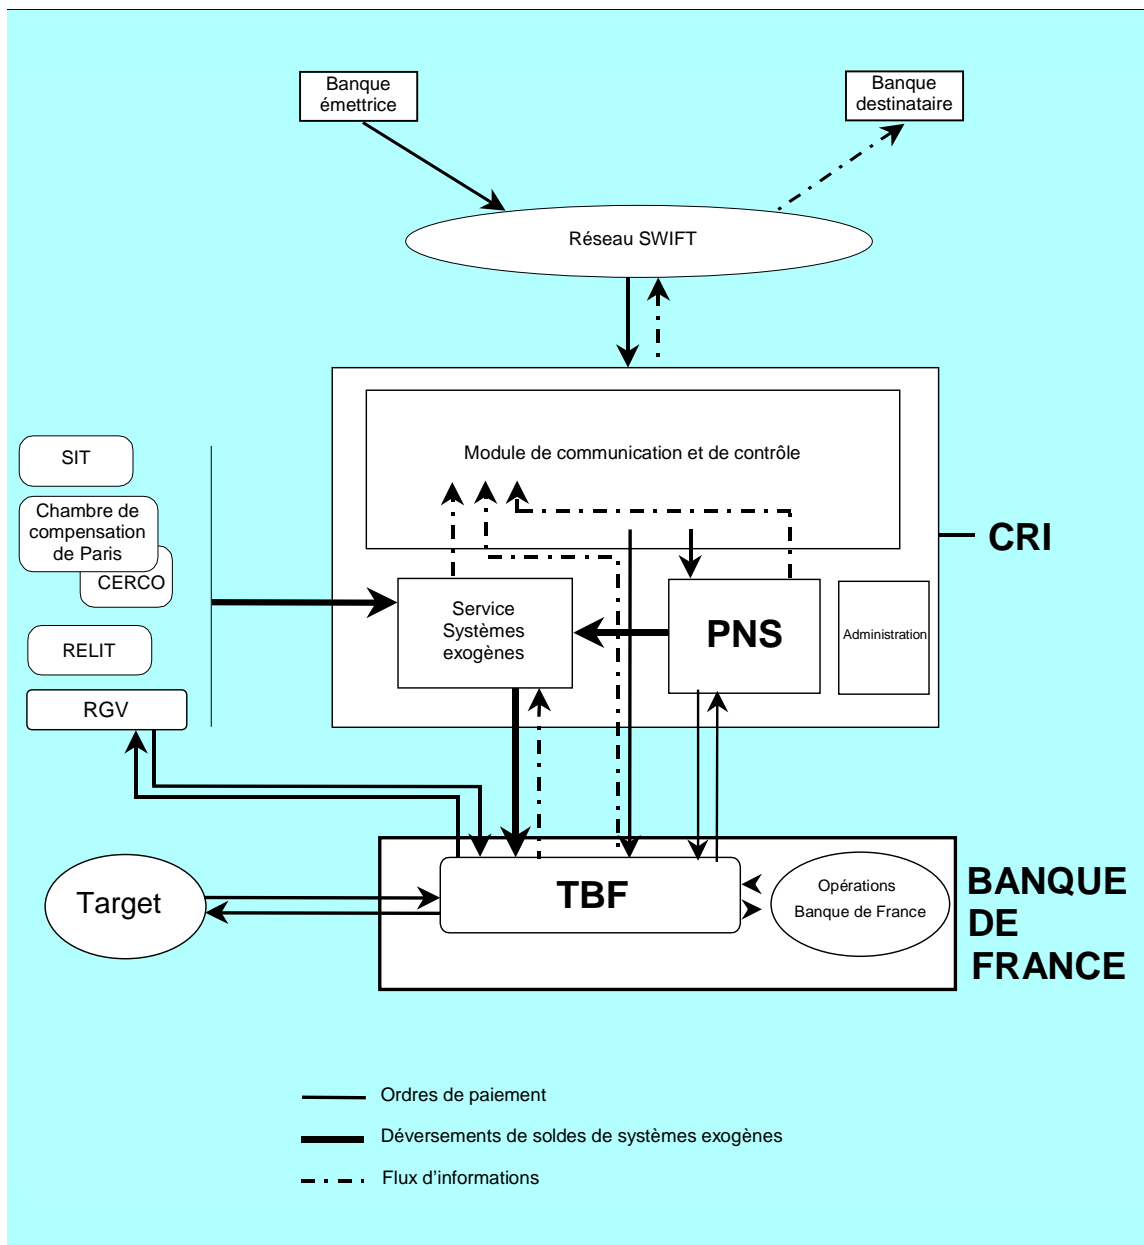 Banque
émettrice
Banque
destinataire
Réseau SWIFT
Module de communication et de contrôle
SIT
Chambre de
compensation
de Paris
CERCO
RELIT
RGV
CRI
Service
Systèmes
exogènes
PNS
Administration
Target
TBF
Opérations
Banque de France
BANQUE
DE
FRANCE
Ordres de paiement
Déversements de soldes de systèmes exogènes
Flux d’informations